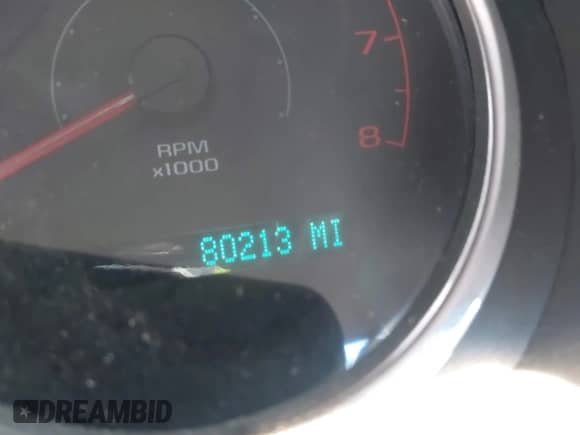 7
8
RPM
x1000
80213 MI
DREAMBID